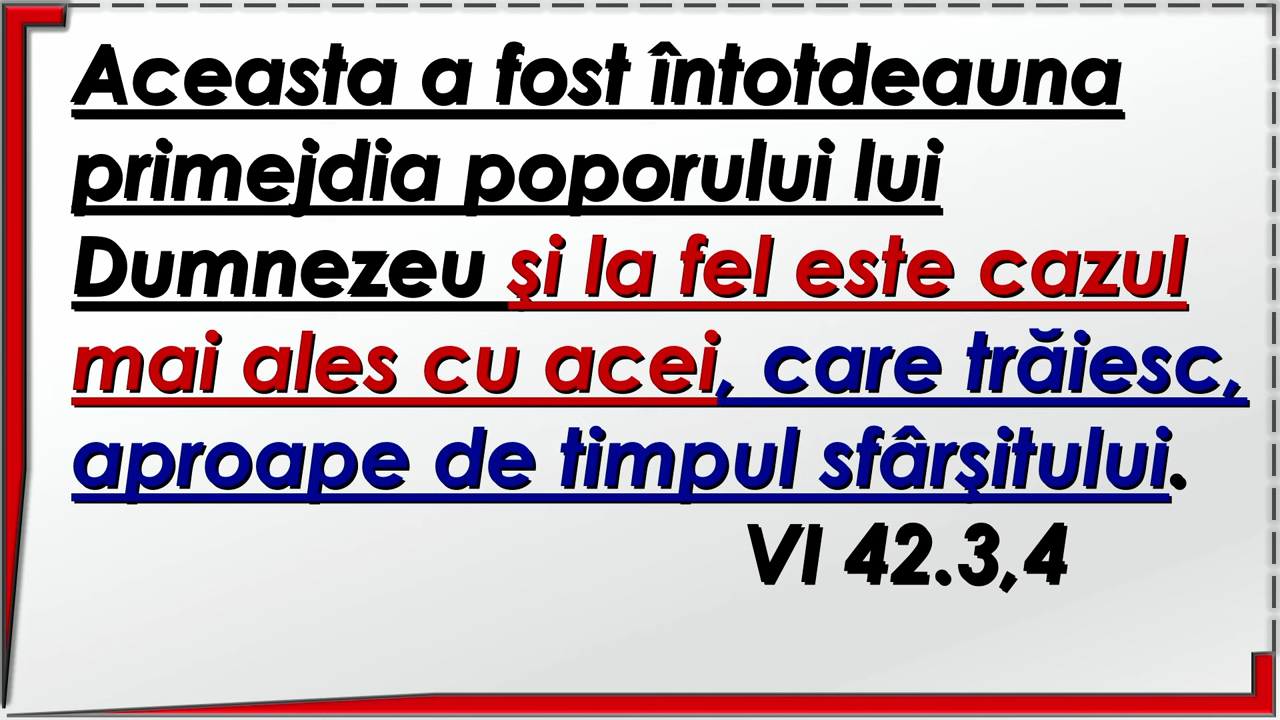 Aceasta a fost întotdeauna
primejdia poporului lui
Dumnezeu şi la fel este cazul
mai ales cu acei, care trăiesc,
aproape de timpul sfârşitului.
VI 42.3,4